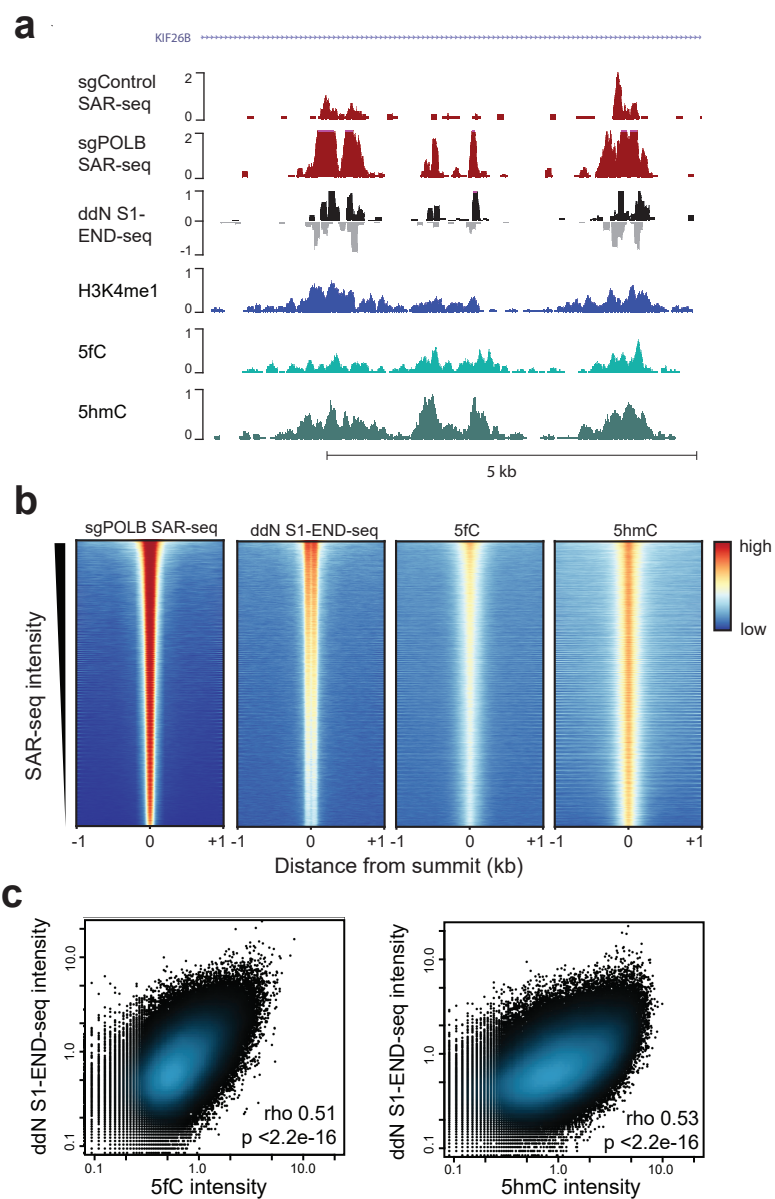 a
KIF26B
sgControl
SAR-seq
2
0
sgPOLB
SAR-seq
2
0
ddN S1-
END-seq
1
0
-1
H3K4me1
1
0
5fC
1
0
5hmC
1
0
5 kb
b
sgPOLB SAR-seq
ddN S1-END-seq
5fC
5hmC
high
low
SAR-seq intensity
-1 0 +1 -1 0 +1 -1 0 +1 -1 0 +1
Distance from summit (kb)
c
ddN S1-END-seq intensity
10.0
1.0
0.1
rho 0.51
p <2.2e-16
0.1 1.0 10.0
5fC intensity
ddN S1-END-seq intensity
10.0
1.0
0.1
rho 0.53
p <2.2e-16
0.1 1.0 10.0
5hmC intensity